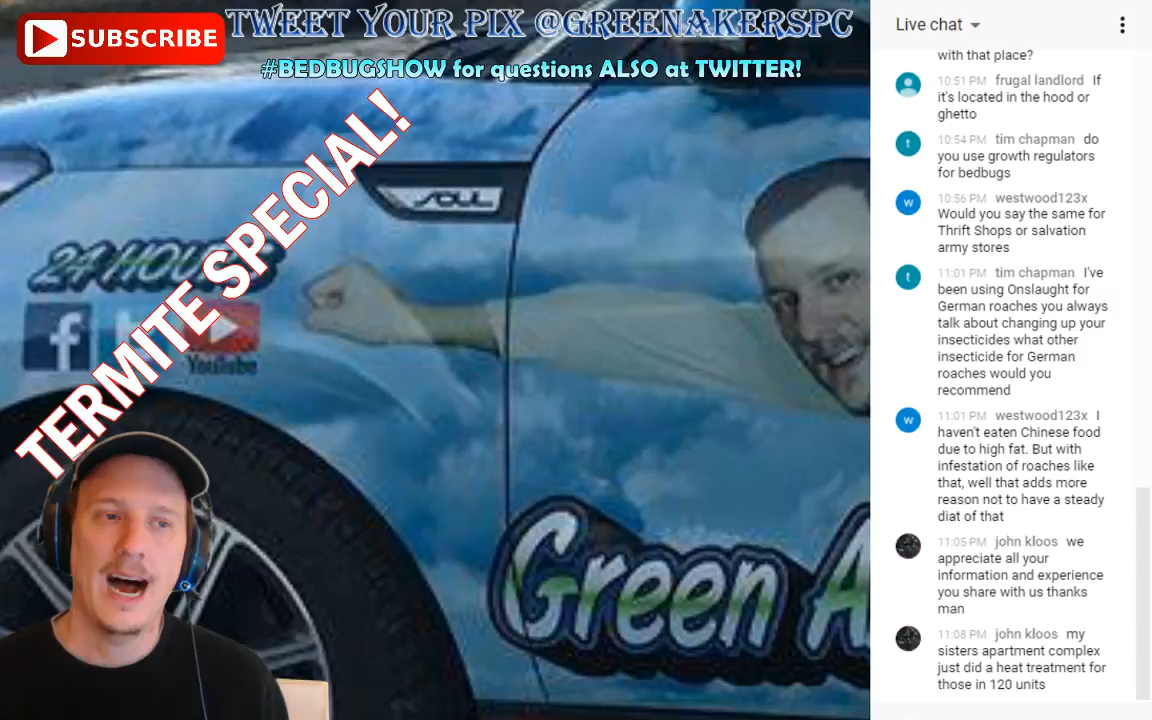 SUBSCRIBE
TWEET YOUR PIX @GREENAKERSPC
#BEDBUGSHOW for questions ALSO at TWITTER!
TERMITE SPECIAL!
SOUL
24 HOURS
f
YouTube
Green A
Live chat
with that place?
10:51 PM frugal landlord If
it's located in the hood or
ghetto
10:54 PM tim chapman do
you use growth regulators
for bedbugs
w
10:56 PM westwood123x
Would you say the same for
Thrift Shops or salvation
army stores
t
11:01 PM tim chapman I've
been using Onslaught for
German roaches you always
talk about changing up your
insecticides what other
insecticide for German
roaches would you
recommend
w
11:01 PM westwood123x I
haven't eaten Chinese food
due to high fat. But with
infestation of roaches like
that, well that adds more
reason not to have a steady
diat of that
11:05 PM john kloos we
appreciate all your
information and experience
you share with us thanks
man
11:08 PM john kloos my
sisters apartment complex
just did a heat treatment for
those in 120 units